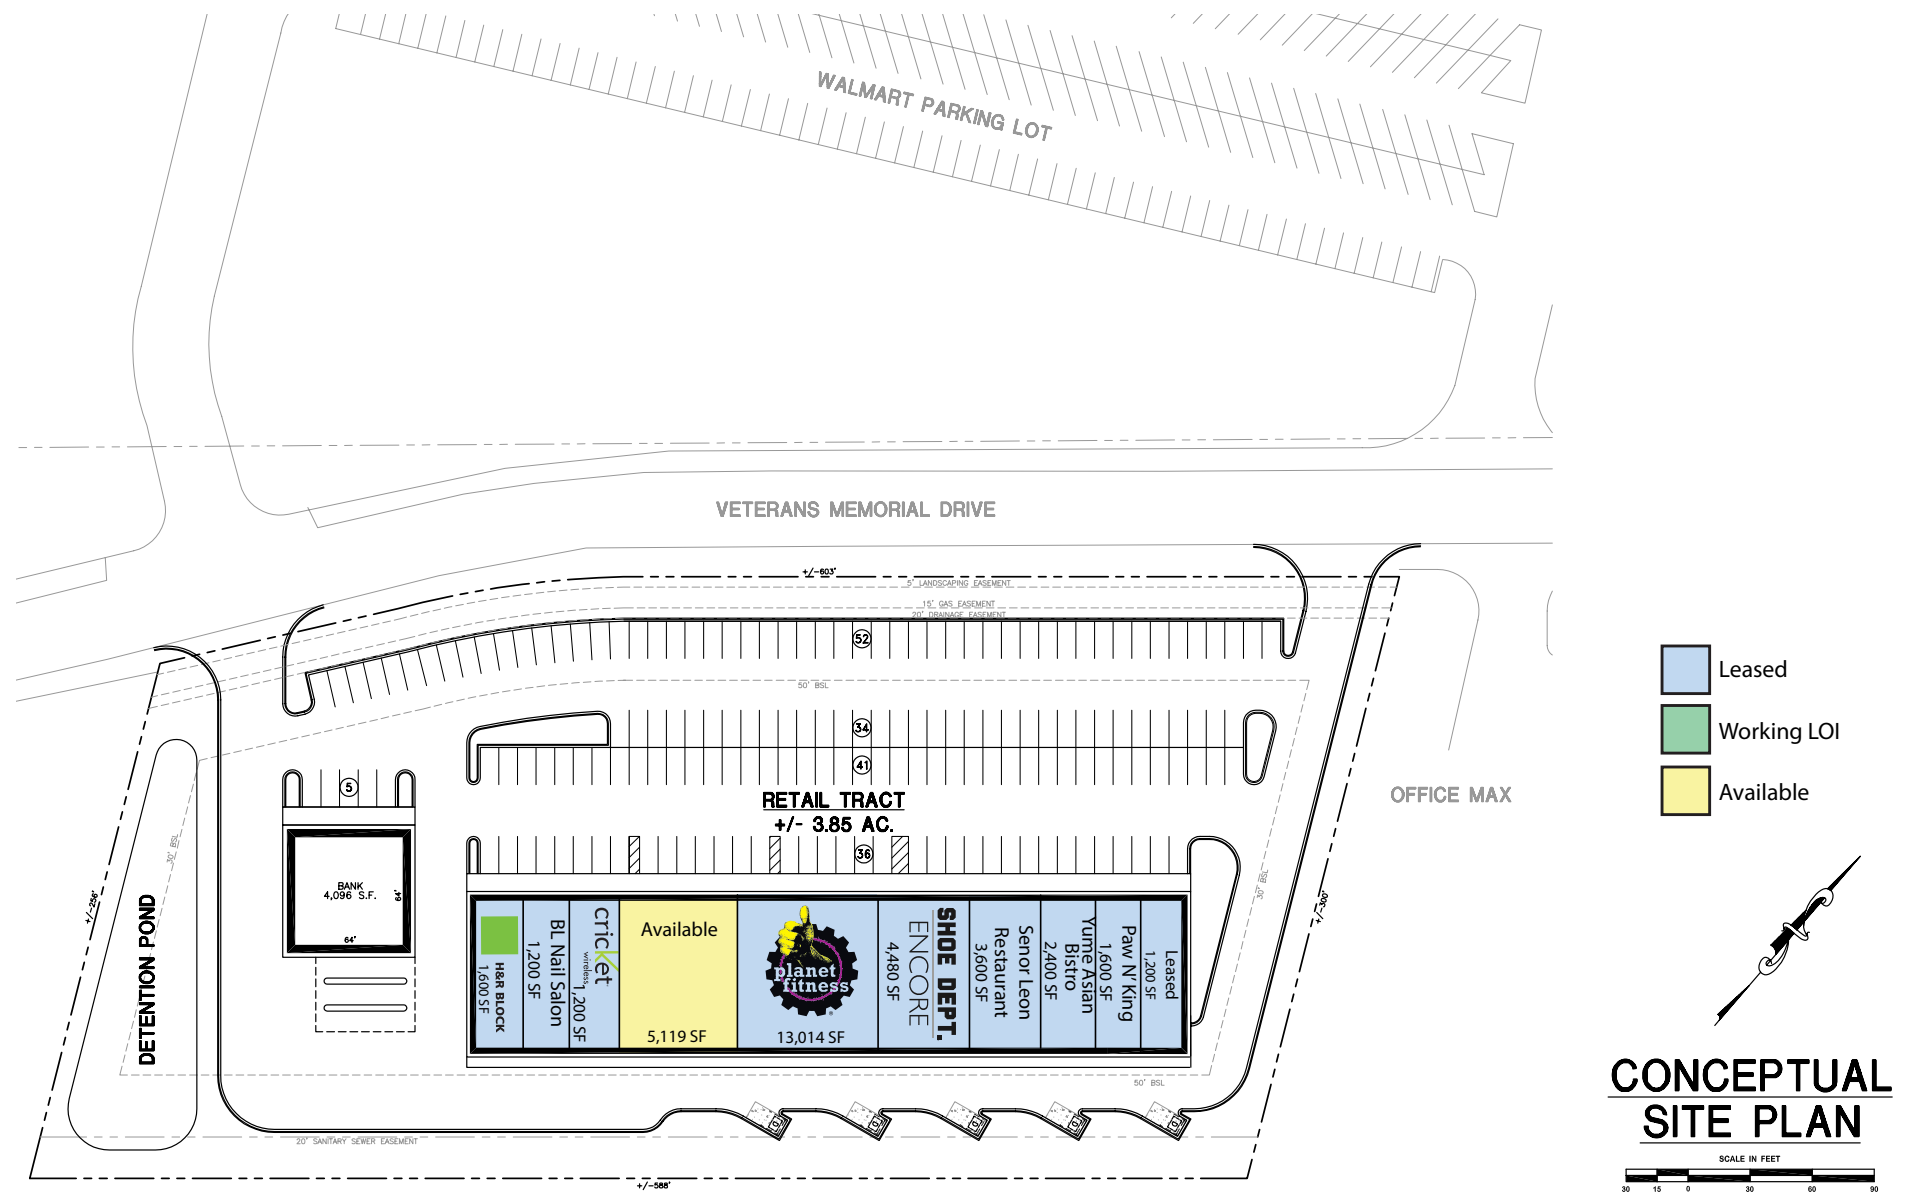 WALMART PARKING LOT
VETERANS MEMORIAL DRIVE
+/-603'
5' LANDSCAPING EASEMENT
15' GAS EASEMENT
20' DRAINAGE EASEMENT
52
50' BSL
34
41
5
RETAIL TRACT
+/- 3.85 AC.
36
OFFICE MAX
30' BSL
+/-256'
DETENTION POND
BANK
4,096 S.F.
64'
64'
H&R BLOCK
1,600 SF
BL Nail Salon
1,200 SF
cricket
wireless
1,200 SF
Available
5,119 SF
planet
fitness
13,014 SF
SHOE DEPT.
ENCORE
4,480 SF
Senor Leon
Restaurant
3,600 SF
Yume Asian
Bistro
2,400 SF
Paw N' King
1,600 SF
Leased
1,200 SF
30' BSL
+/-300'
50' BSL
20' SANITARY SEWER EASEMENT
+/-588'
Leased
Working LOI
Available
CONCEPTUAL
SITE PLAN
SCALE IN FEET
30 15 0 30 60 90